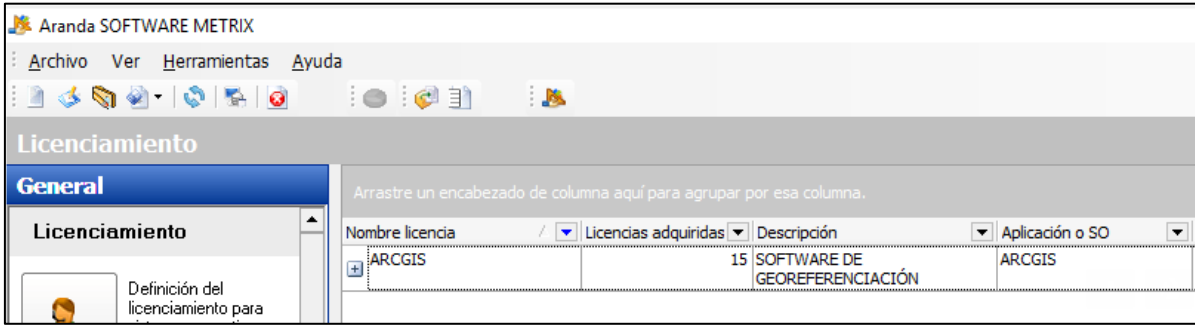 Aranda SOFTWARE METRIX
Archivo Ver Herramientas Ayuda
Licenciamiento
General
Arrastre un encabezado de columna aquí para agrupar por esa columna.
Licenciamiento
Nombre licencia Licencias adquiridas Descripción Aplicación o SO
ARCGIS 15 SOFTWARE DE ARCGIS
GEOREFERENCIACIÓN
Definición del
licenciamiento para